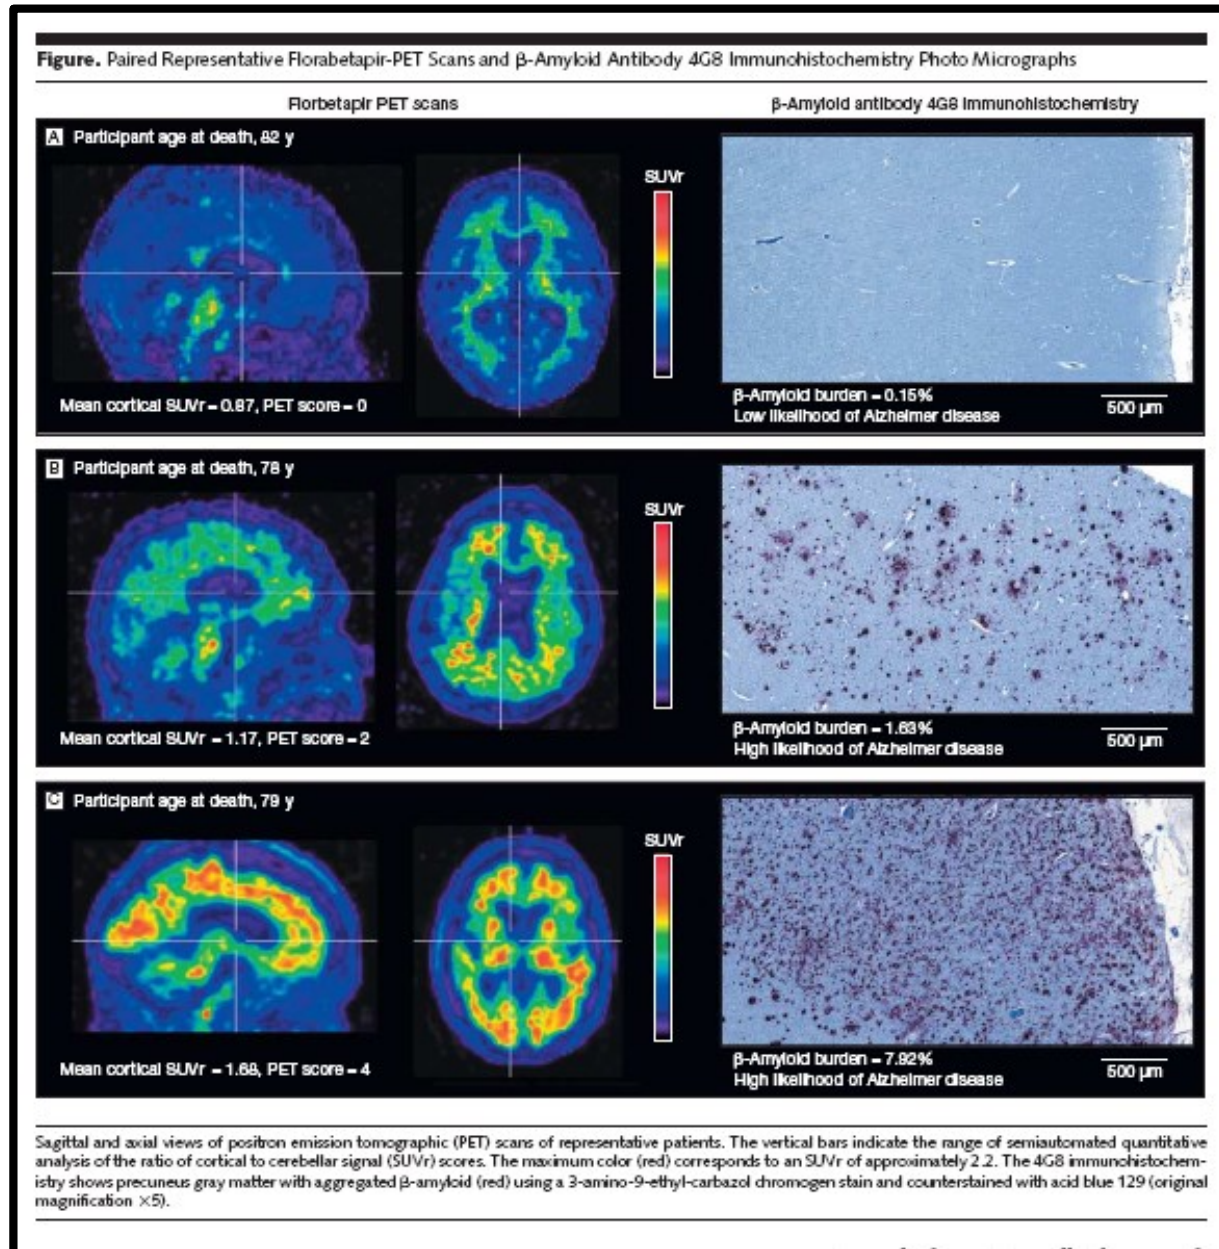 Figure. Paired Representative Florabetapir-PET Scans and β-Amyloid Antibody 4G8 Immunohistochemistry Photo Micrographs
Florbetapir PET scans
β-Amyloid antibody 4G8 immunohistochemistry
A Participant age at death, 82 y
SUVr
Mean cortical SUVr = 0.87, PET score = 0
β-Amyloid burden = 0.15%
Low likelihood of Alzheimer disease
500 μm
B Participant age at death, 78 y
SUVr
Mean cortical SUVr = 1.17, PET score = 2
β-Amyloid burden = 1.63%
High likelihood of Alzheimer disease
500 μm
C Participant age at death, 79 y
SUVr
Mean cortical SUVr = 1.68, PET score = 4
β-Amyloid burden = 7.92%
High likelihood of Alzheimer disease
500 μm
Sagittal and axial views of positron emission tomographic (PET) scans of representative patients. The vertical bars indicate the range of semiautomated quantitative
analysis of the ratio of cortical to cerebellar signal (SUVr) scores. The maximum color (red) corresponds to an SUVr of approximately 2.2. The 4G8 immunohistochem-
istry shows precuneus gray matter with aggregated β-amyloid (red) using a 3-amino-9-ethyl-carbazol chromogen stain and counterstained with acid blue 129 (original
magnification ×5).